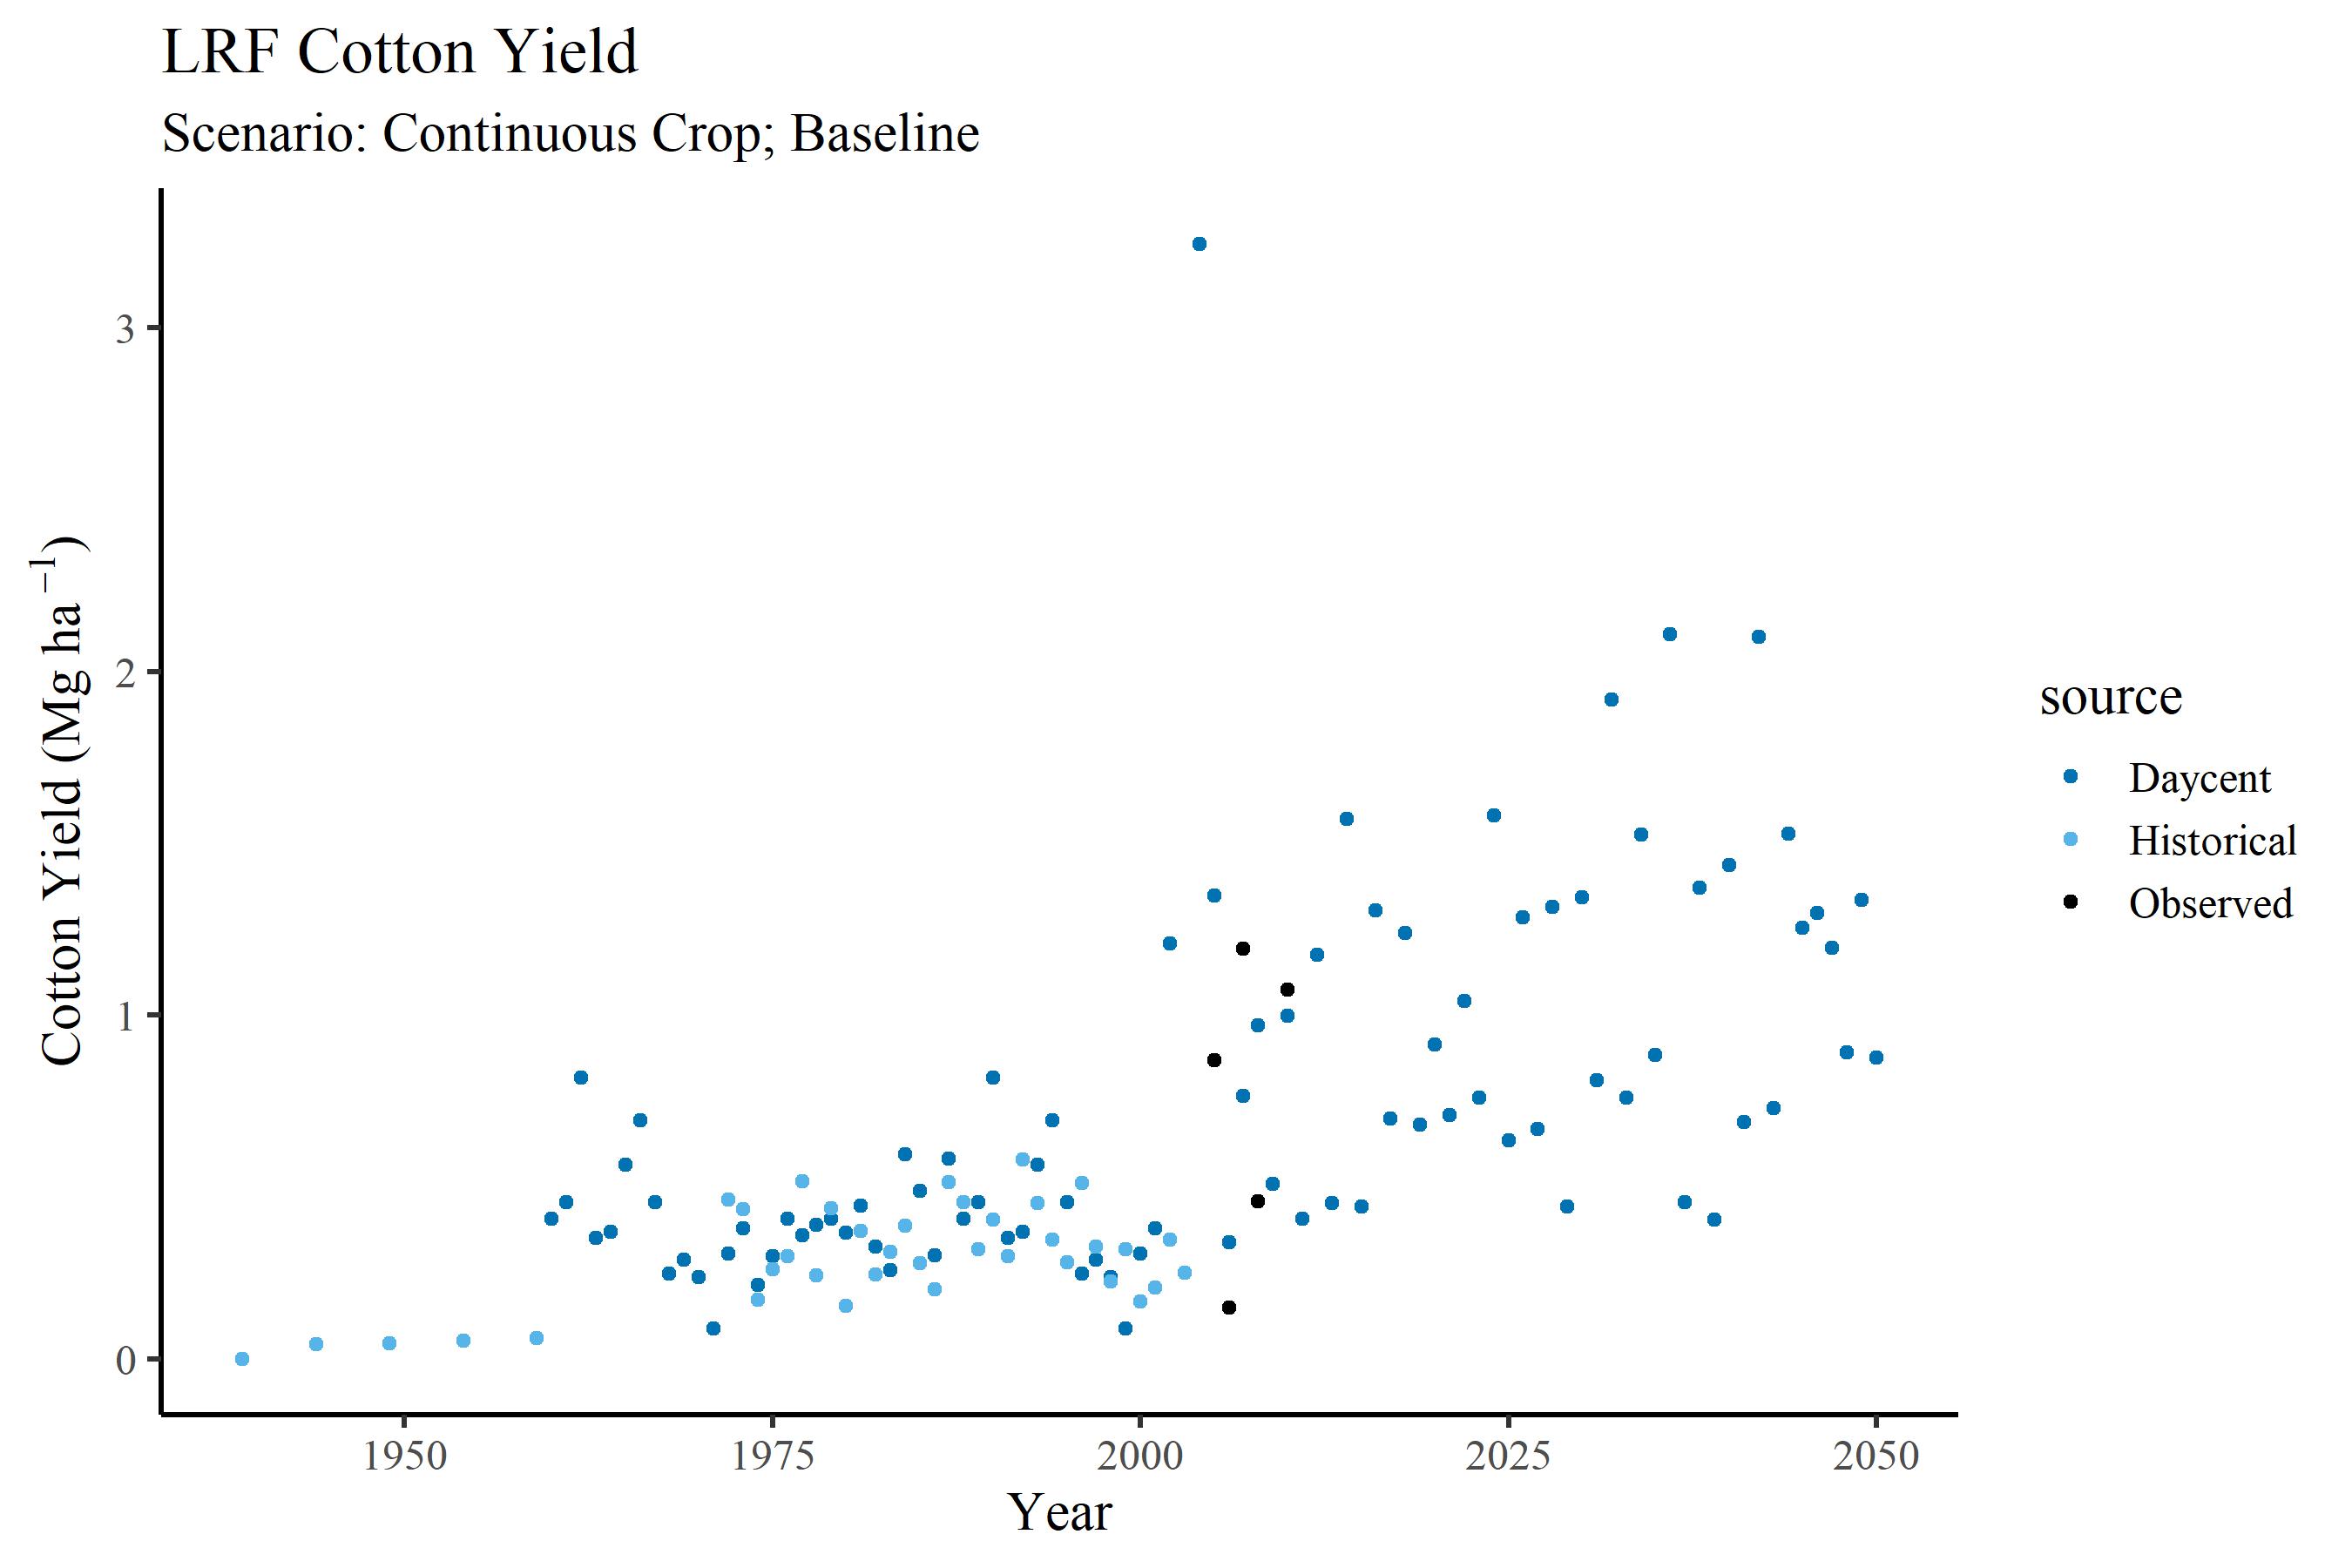 LRF Cotton Yield
Scenario: Continuous Crop; Baseline
Cotton Yield (Mg ha⁻¹)
3
2
1
0
1950 1975 2000 2025 2050
Year
source
Daycent
Historical
Observed